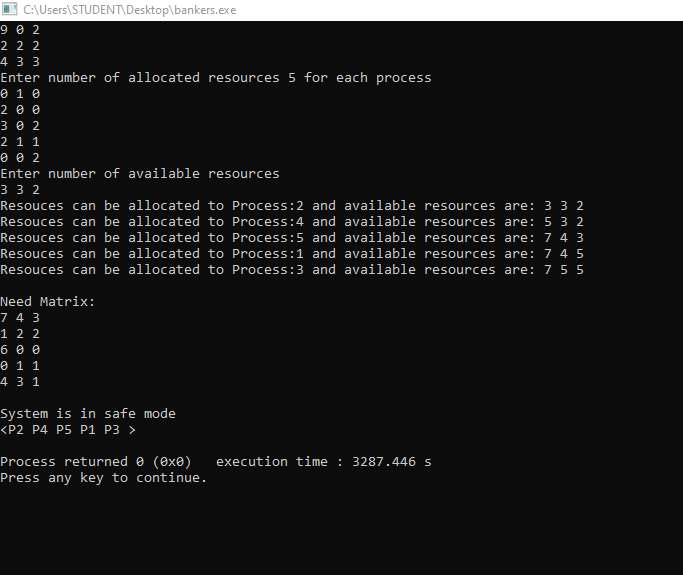 C:\Users\STUDENT\Desktop\bankers.exe
9 0 2
2 2 2
4 3 3
Enter number of allocated resources 5 for each process
0 1 0
2 0 0
3 0 2
2 1 1
0 0 2
Enter number of available resources
3 3 2
Resouces can be allocated to Process:2 and available resources are: 3 3 2
Resouces can be allocated to Process:4 and available resources are: 5 3 2
Resouces can be allocated to Process:5 and available resources are: 7 4 3
Resouces can be allocated to Process:1 and available resources are: 7 4 5
Resouces can be allocated to Process:3 and available resources are: 7 5 5
Need Matrix:
7 4 3
1 2 2
6 0 0
0 1 1
4 3 1
System is in safe mode
<P2 P4 P5 P1 P3 >
Process returned 0 (0x0)   execution time : 3287.446 s
Press any key to continue.